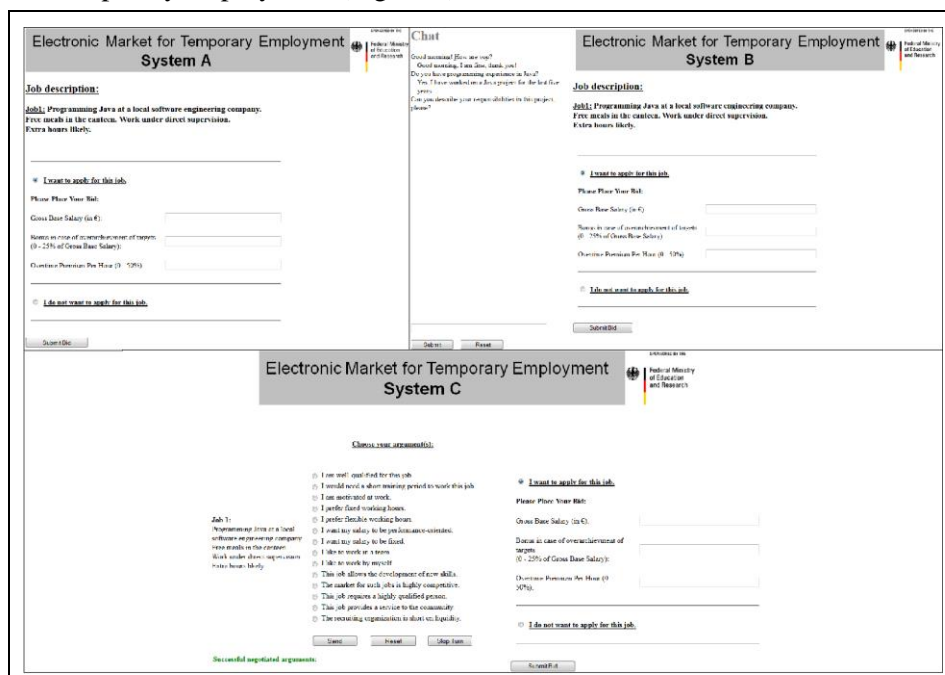 Electronic Market for Temporary Employment
System A
Federal Ministry
of Education
and Research
Job description:
Job1: Programming Java at a local software engineering company.
Free meals in the canteen. Work under direct supervision.
Extra hours likely.
I want to apply for this job.
Please Place Your Bid:
Gross Base Salary (in €):
Bonus in case of overachievement of targets
(0 - 25% of Gross Base Salary):
Overtime Premium Per Hour (0 - 50%)
I do not want to apply for this job.
Submit Bid
Chat
Good morning! How are you?
Good morning, I am fine, thank you!
Do you have programming experience in Java?
Yes, I have worked on a Java project for the last five
years
Can you describe your responsibilities in this project,
please?
Submit
Reset
Electronic Market for Temporary Employment
System B
Federal Ministry
of Education
and Research
Job description:
Job1: Programming Java at a local software engineering company.
Free meals in the canteen. Work under direct supervision.
Extra hours likely.
I want to apply for this job.
Please Place Your Bid:
Gross Base Salary (in €)
Bonus in case of overachievement of targets
(0 - 25% of Gross Base Salary)
Overtime Premium Per Hour (0 - 50%)
I do not want to apply for this job.
Submit Bid
Electronic Market for Temporary Employment
System C
Federal Ministry
of Education
and Research
Job 1:
Programming Java at a local
software engineering company
Free meals in the canteen
Work under direct supervision
Extra hours likely
Choose your argument(s):
I am well qualified for this job
I would need a short training period to work this job
I am motivated at work.
I prefer fixed working hours.
I prefer flexible working hours
I want my salary to be performance-oriented.
I want my salary to be fixed.
I like to work in a team
I like to work by myself
This job allows the development of new skills.
The market for such jobs is highly competitive.
This job requires a highly qualified person.
This job provides a service to the community
The recruiting organization is short on liquidity.
Send
Reset
Stop Turn
Successful negotiated arguments:
I want to apply for this job.
Please Place Your Bid:
Gross Base Salary (in €):
Bonus in case of overachievement of
targets
(0 - 25% of Gross Base Salary):
Overtime Premium Per Hour (0
50%).
I do not want to apply for this job.
Submit Bid